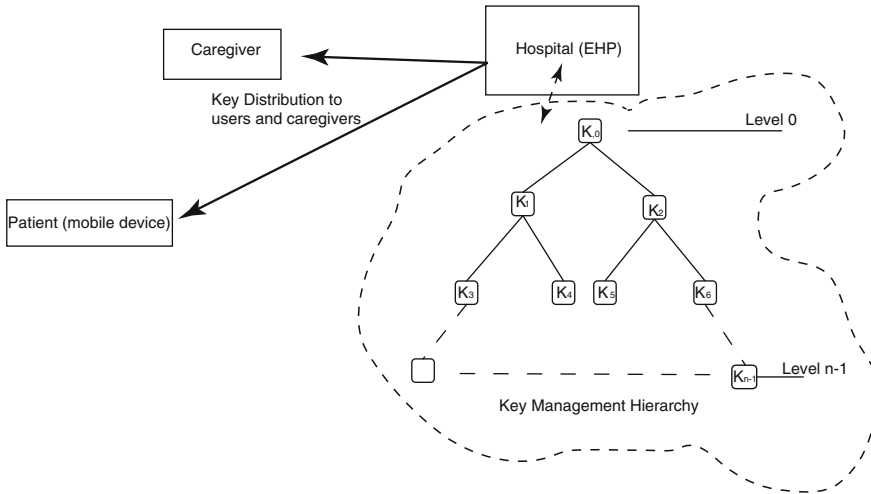 Caregiver
Hospital (EHP)
Key Distribution to
users and caregivers
Level 0
K,0
Patient (mobile device)
K1
K2
K3
K4
K5
K6
Level n-1
Kn-1
Key Management Hierarchy